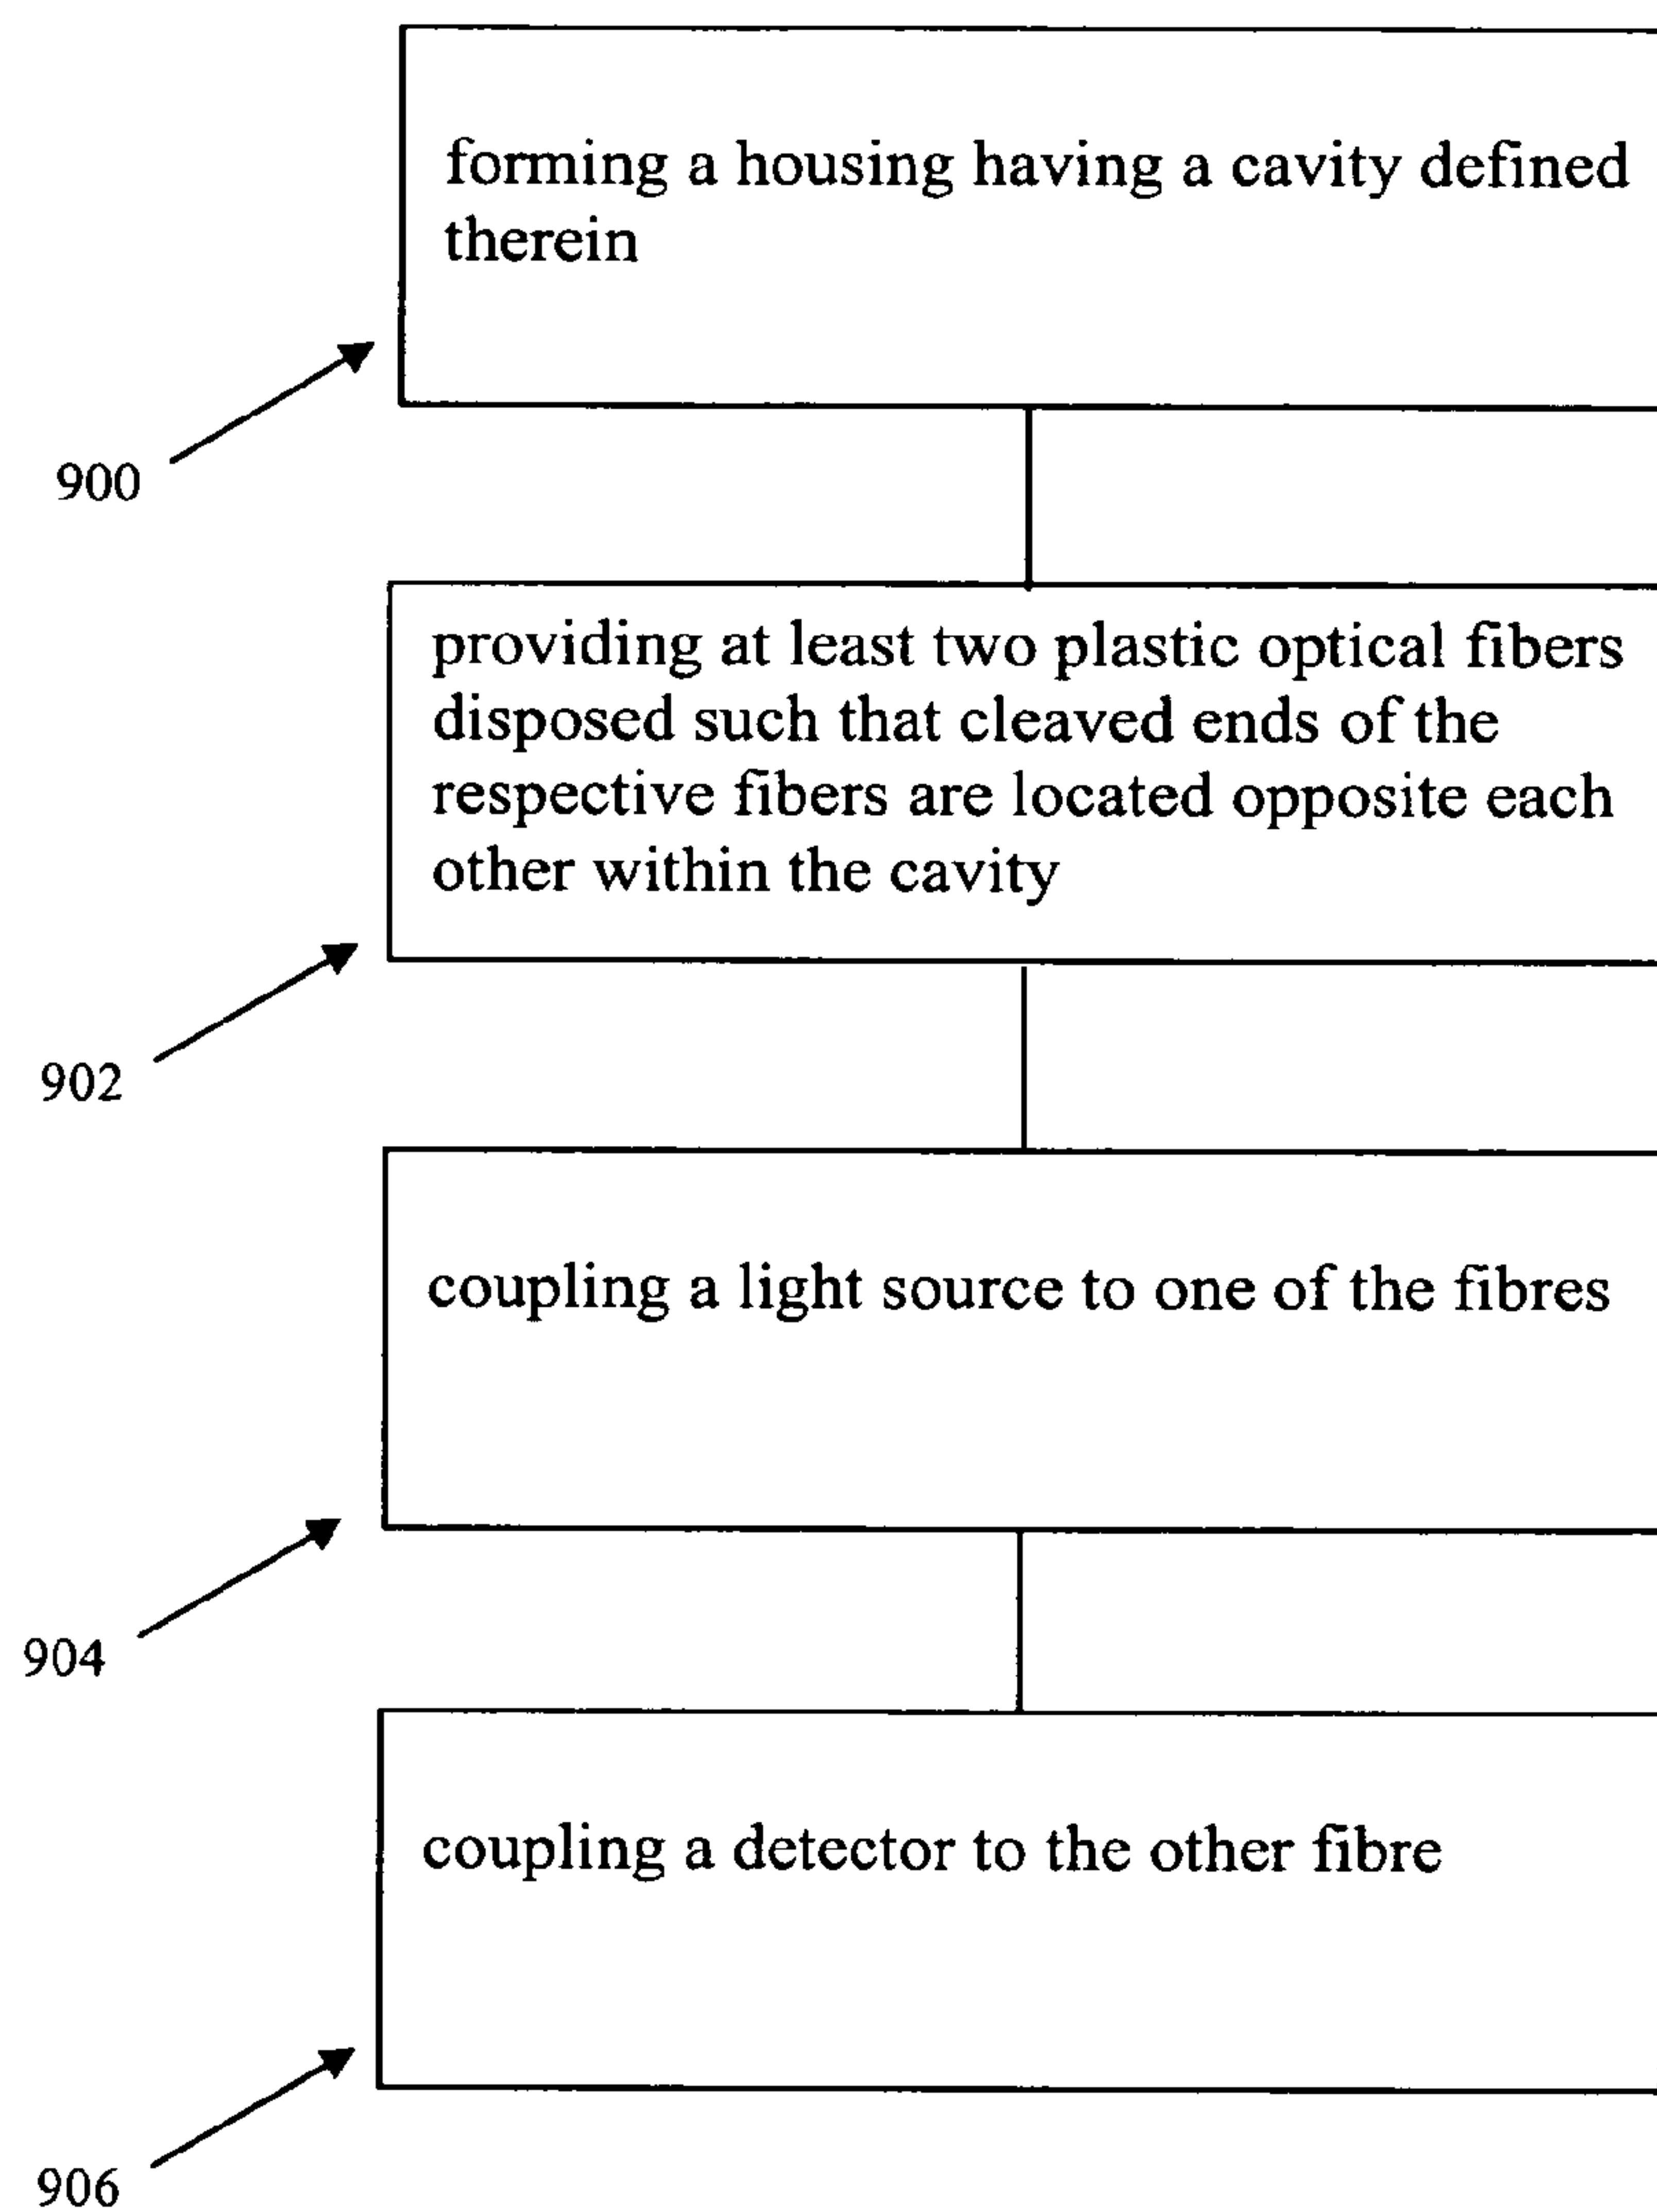 forming a housing having a cavity defined
therein
900
providing at least two plastic optical fibers
disposed such that cleaved ends of the
respective fibers are located opposite each
other within the cavity
902
coupling a light source to one of the fibres
904
coupling a detector to the other fibre
906